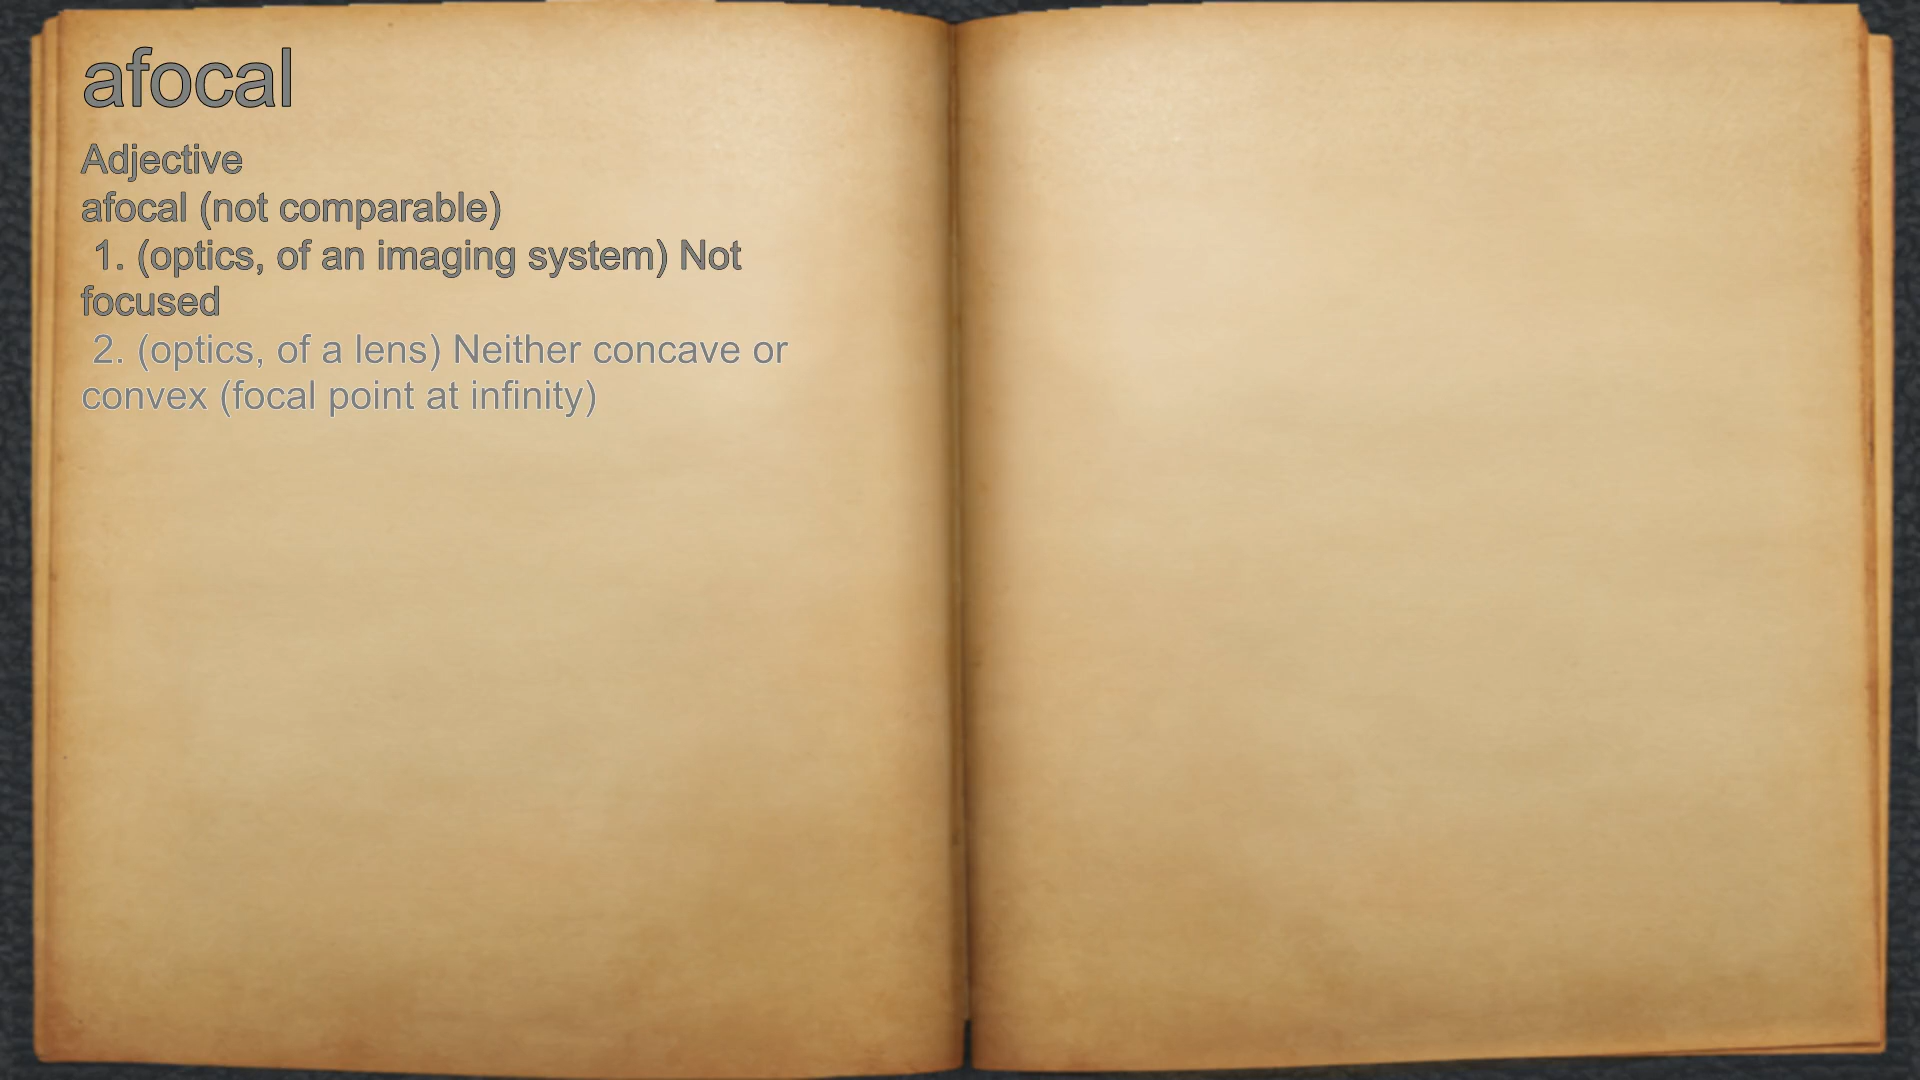 afocal
Adjective
afocal (not comparable)
1. (optics, of an imaging system) Not
focused
2. (optics, of a lens) Neither concave or
convex (focal point at infinity)